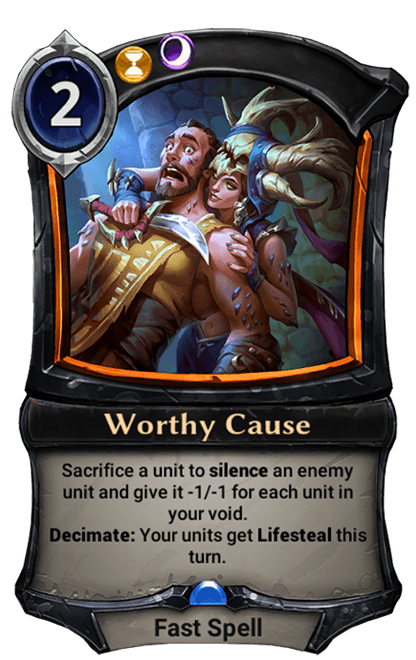 2
Worthy Cause
Sacrifice a unit to silence an enemy
unit and give it -1/-1 for each unit in
your void.
Decimate: Your units get Lifesteal this
turn.
Fast Spell